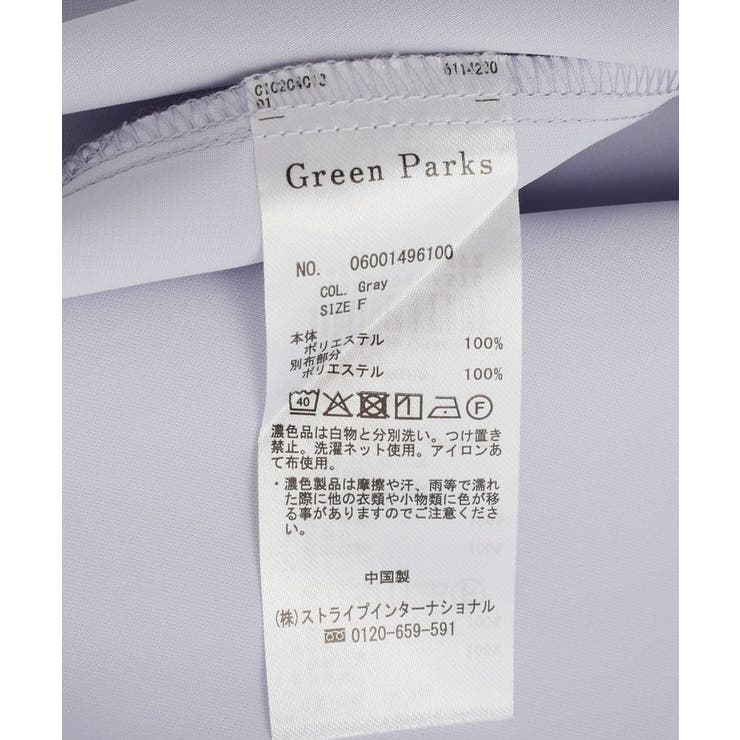 010204013 6114230
01
Green Parks
NO. 06001496100
COL. Gray
SIZE F
本体
ポリエステル 100%
別布部分
ポリエステル 100%
40 F
濃色品は白物と分別洗い。つけ置き
禁止。洗濯ネット使用。アイロンあ
て布使用。
・濃色製品は摩擦や汗、雨等で濡れ
た際に他の衣類や小物類に色が移
る事がありますのでご注意くださ
い。
中国製
(株)ストライプインターナショナル
0120-659-591